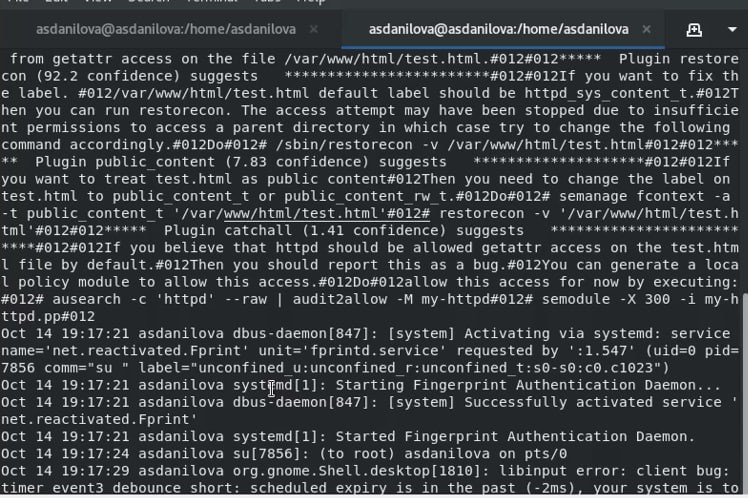 asdanilova@asdanilova:/home/asdanilova × asdanilova@asdanilova:/home/asdanilova ×
 from getattr access on the file /var/www/html/test.html.#012#012*****  Plugin restore
con (92.2 confidence) suggests   ************************#012#012If you want to fix th
e label. #012/var/www/html/test.html default label should be httpd_sys_content_t.#012T
hen you can run restorecon. The access attempt may have been stopped due to insufficie
nt permissions to access a parent directory in which case try to change the following 
command accordingly.#012Do#012# /sbin/restorecon -v /var/www/html/test.html#012#012***
**  Plugin public_content (7.83 confidence) suggests   ********************#012#012If 
you want to treat test.html as public content#012Then you need to change the label on 
test.html to public_content_t or public_content_rw_t.#012Do#012# semanage fcontext -a 
-t public_content_t '/var/www/html/test.html'#012# restorecon -v '/var/www/html/test.h
tml'#012#012*****  Plugin catchall (1.41 confidence) suggests   **********************
****#012#012If you believe that httpd should be allowed getattr access on the test.htm
l file by default.#012Then you should report this as a bug.#012You can generate a loca
l policy module to allow this access.#012Do#012allow this access for now by executing:
#012# ausearch -c 'httpd' --raw | audit2allow -M my-httpd#012# semodule -X 300 -i my-h
ttpd.pp#012
Oct 14 19:17:21 asdanilova dbus-daemon[847]: [system] Activating via systemd: service 
name='net.reactivated.Fprint' unit='fprintd.service' requested by ':1.547' (uid=0 pid=
7856 comm="su " label="unconfined_u:unconfined_r:unconfined_t:s0-s0:c0.c1023")
Oct 14 19:17:21 asdanilova systemd[1]: Starting Fingerprint Authentication Daemon...
Oct 14 19:17:21 asdanilova dbus-daemon[847]: [system] Successfully activated service '
net.reactivated.Fprint'
Oct 14 19:17:21 asdanilova systemd[1]: Started Fingerprint Authentication Daemon.
Oct 14 19:17:24 asdanilova su[7856]: (to root) asdanilova on pts/0
Oct 14 19:17:29 asdanilova org.gnome.Shell.desktop[1810]: libinput error: client bug: 
timer event3 debounce short: scheduled expiry is in the past (-2ms), your system is to